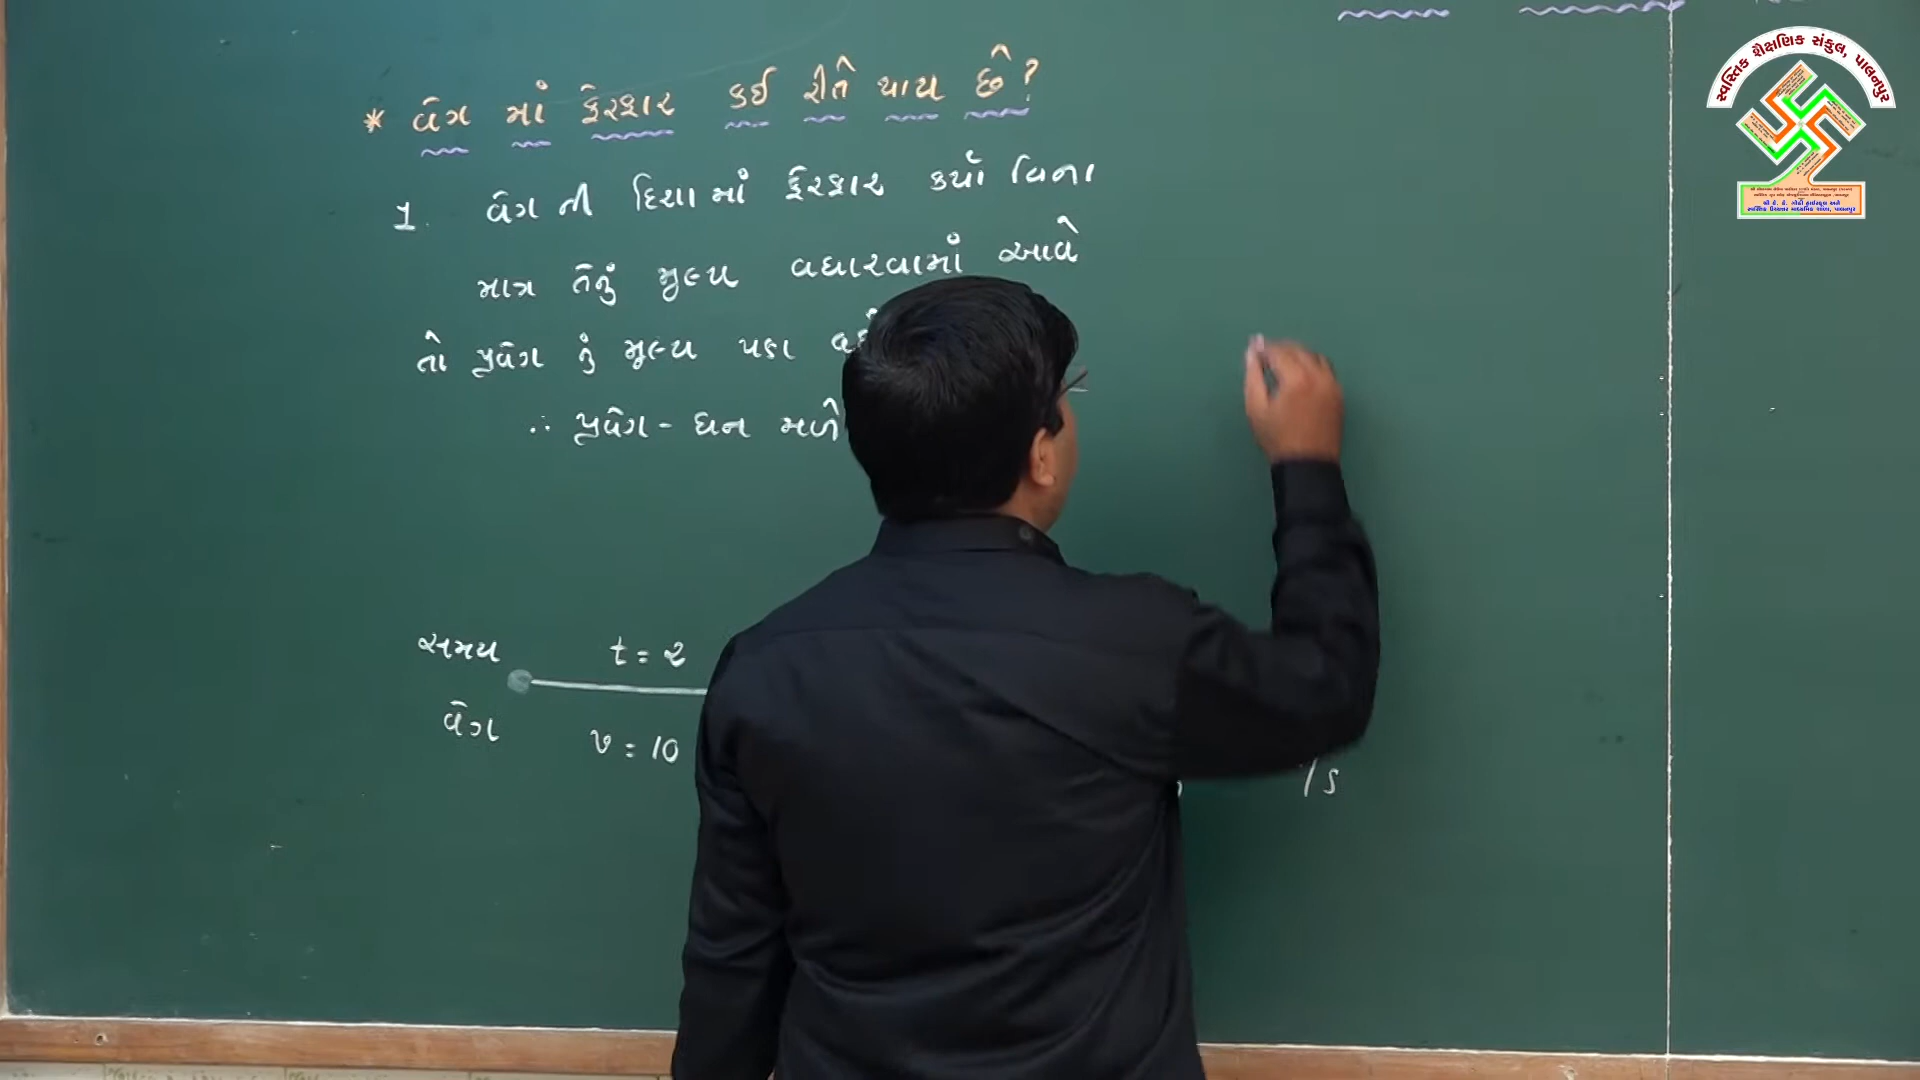 * વેગ માં ફેરફાર કઈ રીતે થાય છે?
1. વેગ ની દિશા માં ફેરફાર કર્યા વિના
માત્ર તેનું મુલ્ય વધારવામાં આવે
તો પ્રવેગ નું મૂલ્ય પણ
∴ પ્રવેગ - ધન મળે
સમય t = 2
વેગ v = 10 /s
સ્વસ્તિક શૈક્ષણિક સંકુલ, પાલનપુર